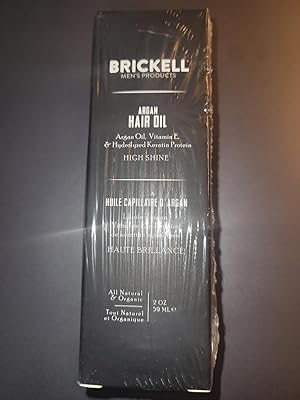 BRICKELL
MEN'S PRODUCTS
ARGAN
HAIR OIL
Argan Oil, Vitamin E,
& Hydrolyzed Keratin Protein
HIGH SHINE
HUILE CAPILLAIRE D'ARGAN
HAUTE BRILLANCE
All Natural
& Organic
Tout Naturel
et Organique
2 OZ
59 ML ℮